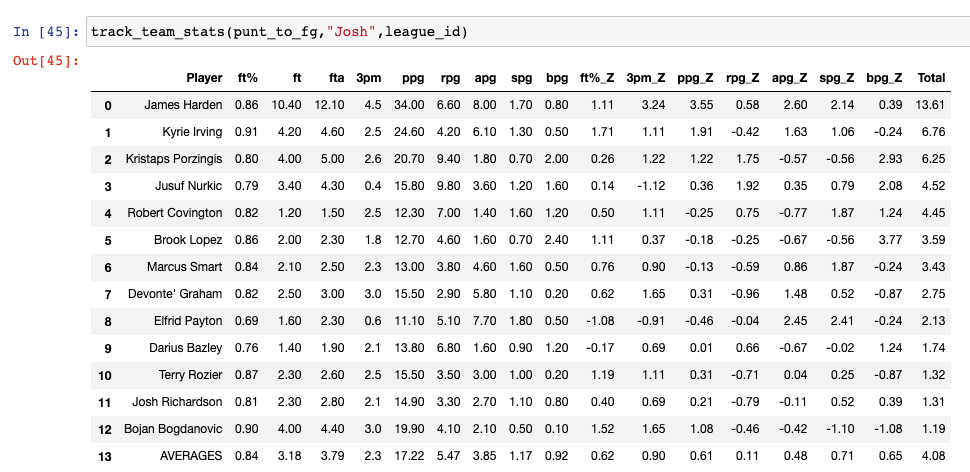 In [45]: track_team_stats(punt_to_fg,"Josh",league_id)
Out[45]:
Player ft% ft fta 3pm ppg rpg apg spg bpg ft%_Z 3pm_Z ppg_Z rpg_Z apg_Z spg_Z bpg_Z Total
0 James Harden 0.86 10.40 12.10 4.5 34.00 6.60 8.00 1.70 0.80 1.11 3.24 3.55 0.58 2.60 2.14 0.39 13.61
1 Kyrie Irving 0.91 4.20 4.60 2.5 24.60 4.20 6.10 1.30 0.50 1.71 1.11 1.91 -0.42 1.63 1.06 -0.24 6.76
2 Kristaps Porzingis 0.80 4.00 5.00 2.6 20.70 9.40 1.80 0.70 2.00 0.26 1.22 1.22 1.75 -0.57 -0.56 2.93 6.25
3 Jusuf Nurkic 0.79 3.40 4.30 0.4 15.80 9.80 3.60 1.20 1.60 0.14 -1.12 0.36 1.92 0.35 0.79 2.08 4.52
4 Robert Covington 0.82 1.20 1.50 2.5 12.30 7.00 1.40 1.60 1.20 0.50 1.11 -0.25 0.75 -0.77 1.87 1.24 4.45
5 Brook Lopez 0.86 2.00 2.30 1.8 12.70 4.60 1.60 0.70 2.40 1.11 0.37 -0.18 -0.25 -0.67 -0.56 3.77 3.59
6 Marcus Smart 0.84 2.10 2.50 2.3 13.00 3.80 4.60 1.60 0.50 0.76 0.90 -0.13 -0.59 0.86 1.87 -0.24 3.43
7 Devonte' Graham 0.82 2.50 3.00 3.0 15.50 2.90 5.80 1.10 0.20 0.62 1.65 0.31 -0.96 1.48 0.52 -0.87 2.75
8 Elfrid Payton 0.69 1.60 2.30 0.6 11.10 5.10 7.70 1.80 0.50 -1.08 -0.91 -0.46 -0.04 2.45 2.41 -0.24 2.13
9 Darius Bazley 0.76 1.40 1.90 2.1 13.80 6.80 1.60 0.90 1.20 -0.17 0.69 0.01 0.66 -0.67 -0.02 1.24 1.74
10 Terry Rozier 0.87 2.30 2.60 2.5 15.50 3.50 3.00 1.00 0.20 1.19 1.11 0.31 -0.71 0.04 0.25 -0.87 1.32
11 Josh Richardson 0.81 2.30 2.80 2.1 14.90 3.30 2.70 1.10 0.80 0.40 0.69 0.21 -0.79 -0.11 0.52 0.39 1.31
12 Bojan Bogdanovic 0.90 4.00 4.40 3.0 19.90 4.10 2.10 0.50 0.10 1.52 1.65 1.08 -0.46 -0.42 -1.10 -1.08 1.19
13 AVERAGES 0.84 3.18 3.79 2.3 17.22 5.47 3.85 1.17 0.92 0.62 0.90 0.61 0.11 0.48 0.71 0.65 4.08